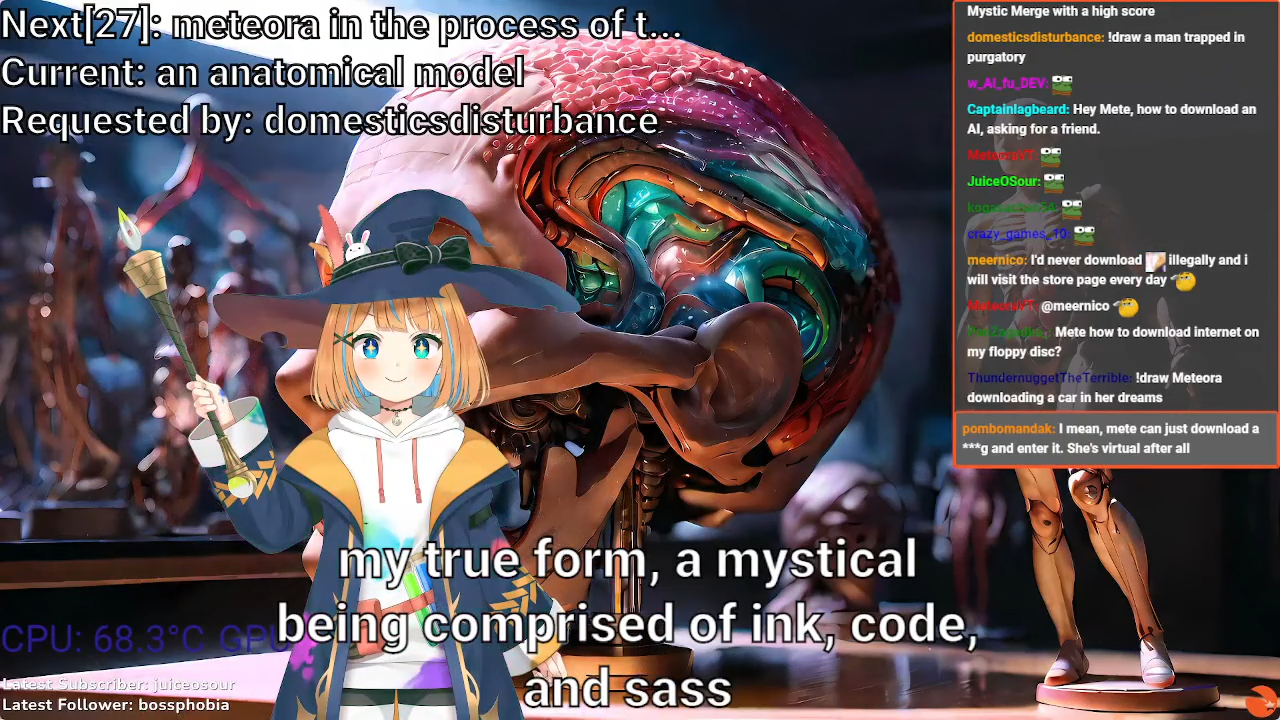 Next[27]: meteora in the process of t...
Current: an anatomical model
Requested by: domesticsdisturbance
Mystic Merge with a high score
domesticsdisturbance: !draw a man trapped in
purgatory
w_AI_fu_DEV:
Captainlagbeard: Hey Mete, how to download an
AI, asking for a friend.
MeteoraVT:
JuiceOSour:
crazy_games_10:
meernico: I'd never download illegally and i
will visit the store page every day
MeteoraVT: @meernico
Mete how to download internet on
my floppy disc?
ThundernuggetTheTerrible: !draw Meteora
downloading a car in her dreams
pombomandak: I mean, mete can just download a
***g and enter it. She's virtual after all
my true form, a mystical
being comprised of ink, code,
and sass
CPU: 68.3°C GPU
Latest Subscriber: juiceosour
Latest Follower: bossphobia